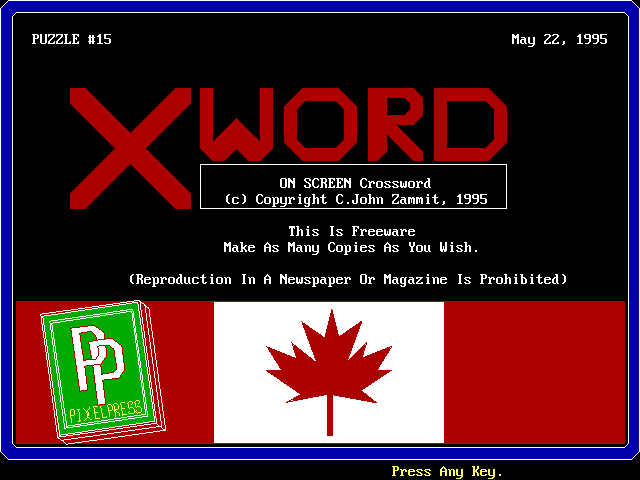 PUZZLE #15
May 22, 1995
XWORD
ON SCREEN Crossword
(c) Copyright C.John Zammit, 1995
This Is Freeware
Make As Many Copies As You Wish.
(Reproduction In A Newspaper Or Magazine Is Prohibited)
PP
PIXELPRESS
Press Any Key.